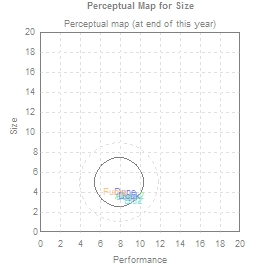 Perceptual Map for Size
Perceptual map (at end of this year)
20
18
16
14
12
10
8
6
4
2
0
Size
0 2 4 6 8 10 12 14 16 18 20
Performance